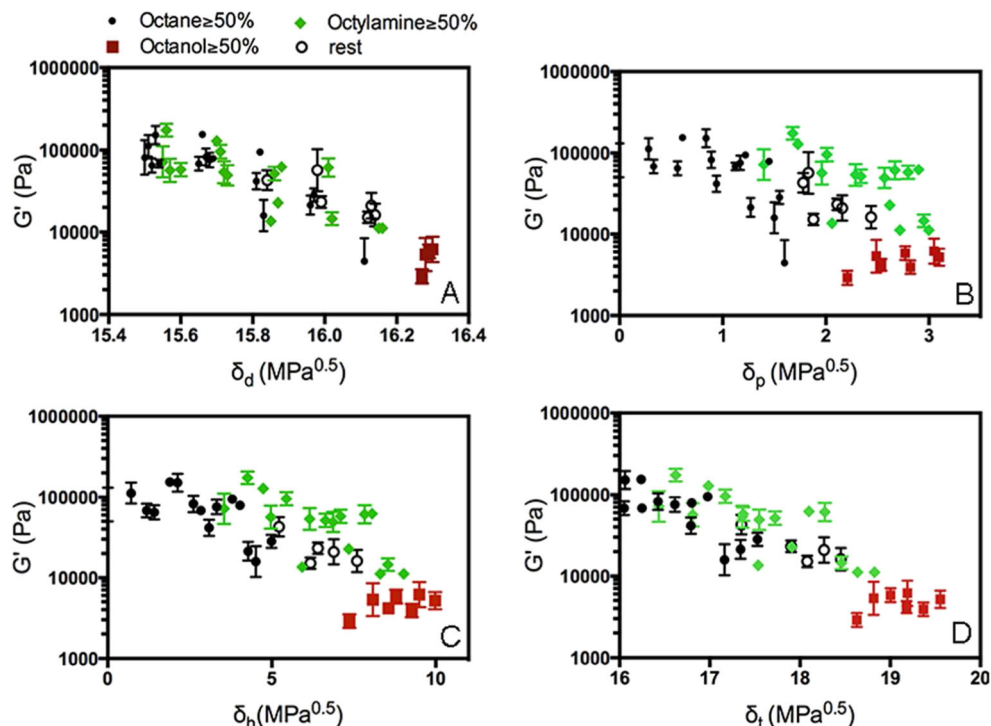 Octane≥50%
Octylamine≥50%
Octanol≥50%
rest
1000000
100000
10000
1000
G' (Pa)
A
15.4 15.6 15.8 16.0 16.2 16.4
δd (MPa0.5)
1000000
100000
10000
1000
G' (Pa)
B
0 1 2 3
δp (MPa0.5)
1000000
100000
10000
1000
G' (Pa)
C
0 5 10
δh(MPa0.5)
1000000
100000
10000
1000
G' (Pa)
D
16 17 18 19 20
δt (MPa0.5)